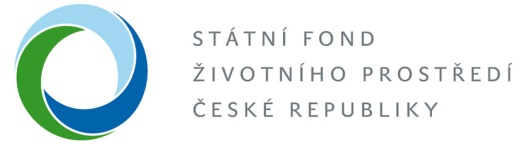 STÁTNÍ FOND
ŽIVOTNÍHO PROSTŘEDÍ
ČESKÉ REPUBLIKY